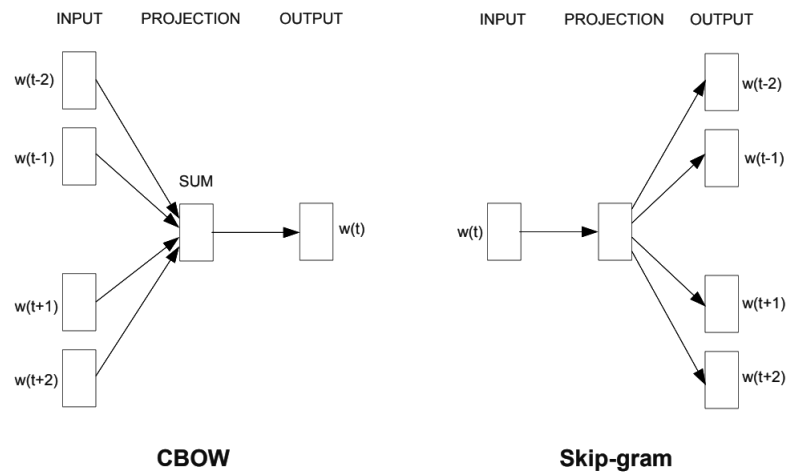 INPUT PROJECTION OUTPUT
w(t-2)
w(t-1)
SUM
w(t)
w(t+1)
w(t+2)
CBOW
INPUT PROJECTION OUTPUT
w(t-2)
w(t-1)
w(t)
w(t+1)
w(t+2)
Skip-gram